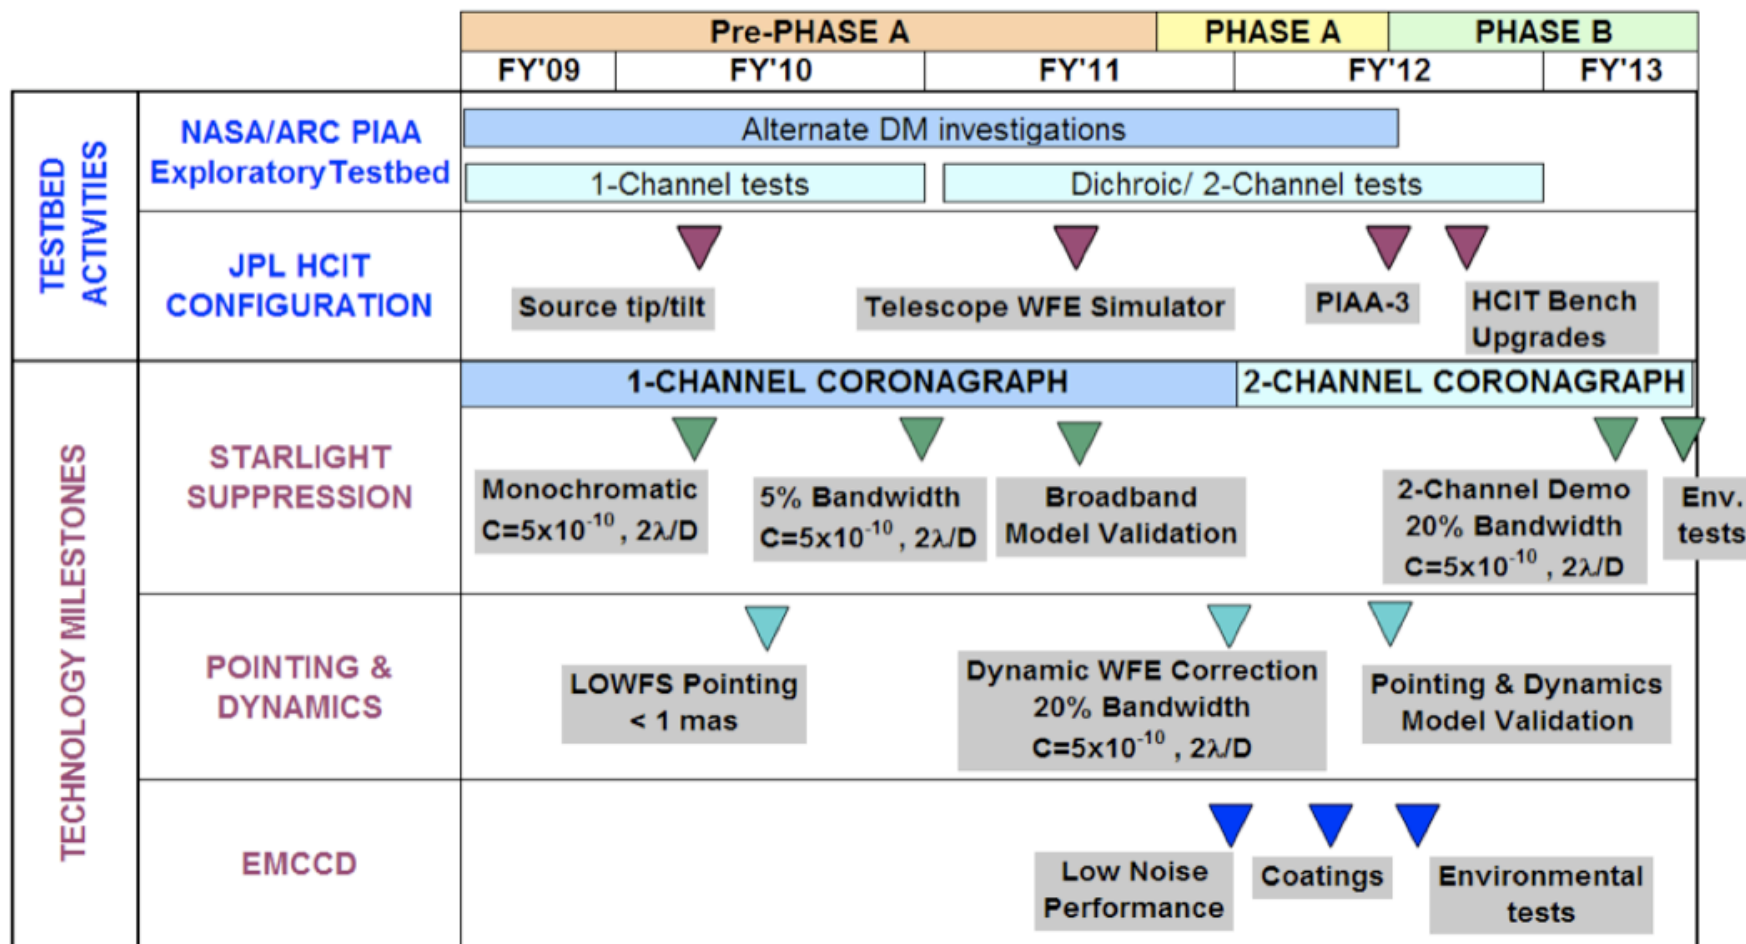 Pre-PHASE A PHASE A PHASE B
FY'09 FY'10 FY'11 FY'12 FY'13
TESTBED
ACTIVITIES
NASA/ARC PIAA
Exploratory Testbed
Alternate DM investigations
1-Channel tests
Dichroic/ 2-Channel tests
JPL HCIT
CONFIGURATION
Source tip/tilt
Telescope WFE Simulator
PIAA-3
HCIT Bench
Upgrades
TECHNOLOGY MILESTONES
STARLIGHT
SUPPRESSION
1-CHANNEL CORONAGRAPH
2-CHANNEL CORONAGRAPH
Monochromatic
C=5x10⁻¹⁰ , 2λ/D
5% Bandwidth
C=5x10⁻¹⁰ , 2λ/D
Broadband
Model Validation
2-Channel Demo
20% Bandwidth
C=5x10⁻¹⁰ , 2λ/D
Env.
tests
POINTING &
DYNAMICS
LOWFS Pointing
< 1 mas
Dynamic WFE Correction
20% Bandwidth
C=5x10⁻¹⁰ , 2λ/D
Pointing & Dynamics
Model Validation
EMCCD
Low Noise
Performance
Coatings
Environmental
tests